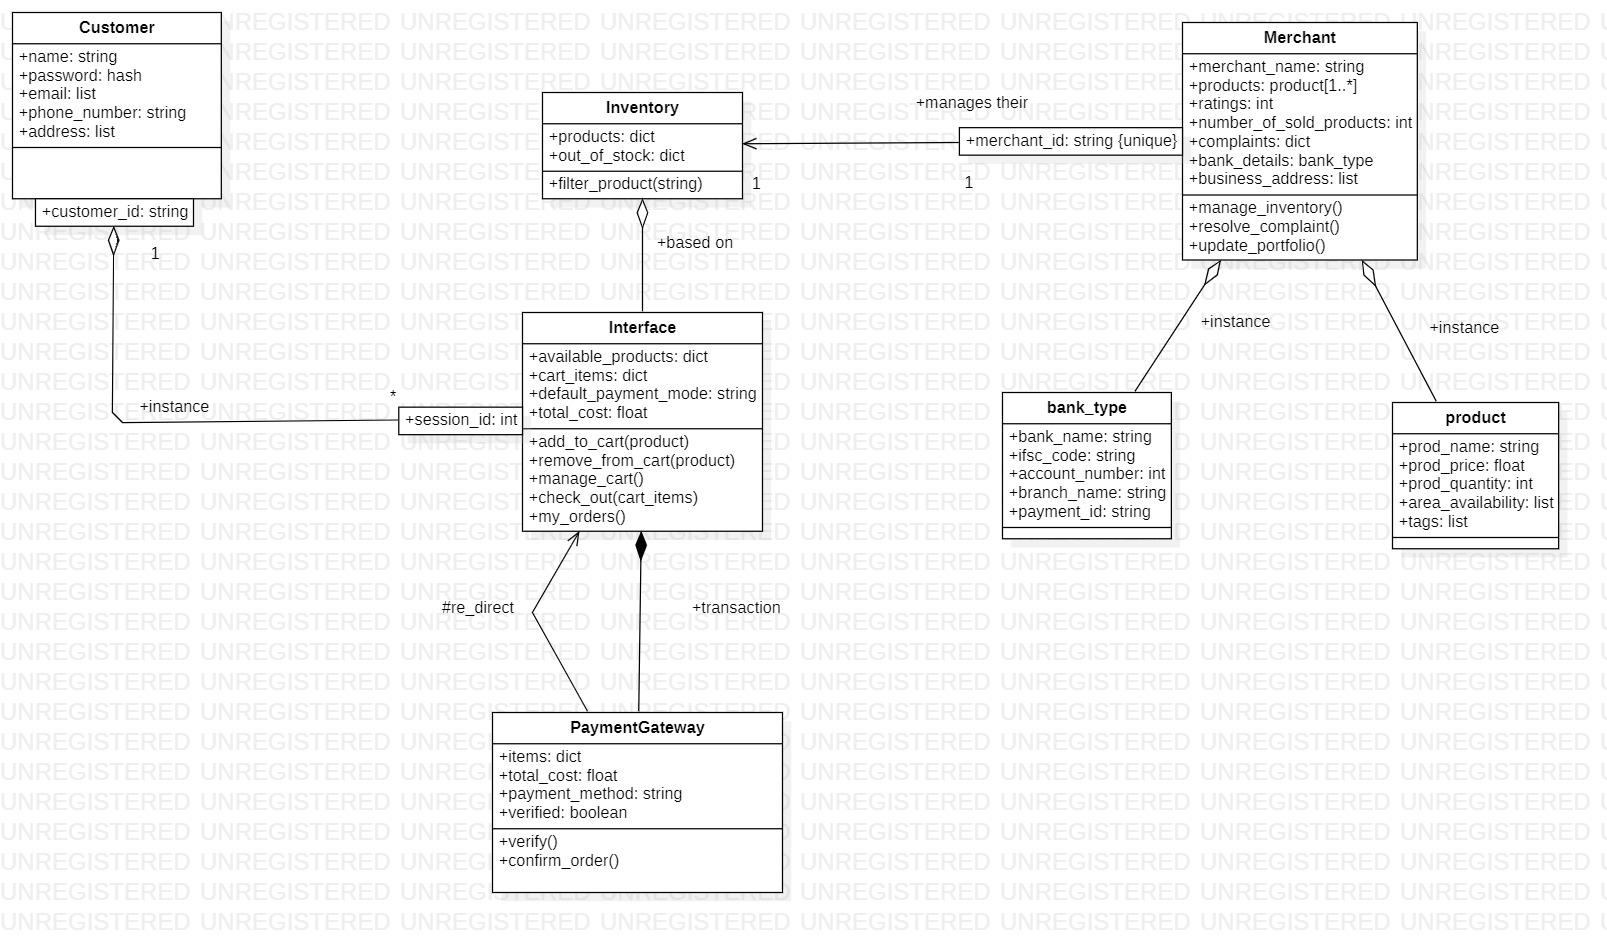 Customer
+name: string
+password: hash
+email: list
+phone_number: string
+address: list
+customer_id: string
1
+instance
*
+session_id: int
Inventory
+products: dict
+out_of_stock: dict
+filter_product(string)
1
+based on
+manages their
+merchant_id: string {unique}
1
Merchant
+merchant_name: string
+products: product[1..*]
+ratings: int
+number_of_sold_products: int
+complaints: dict
+bank_details: bank_type
+business_address: list
+manage_inventory()
+resolve_complaint()
+update_portfolio()
+instance
+instance
Interface
+available_products: dict
+cart_items: dict
+default_payment_mode: string
+total_cost: float
+add_to_cart(product)
+remove_from_cart(product)
+manage_cart()
+check_out(cart_items)
+my_orders()
bank_type
+bank_name: string
+ifsc_code: string
+account_number: int
+branch_name: string
+payment_id: string
product
+prod_name: string
+prod_price: float
+prod_quantity: int
+area_availability: list
+tags: list
#re_direct
+transaction
PaymentGateway
+items: dict
+total_cost: float
+payment_method: string
+verified: boolean
+verify()
+confirm_order()
UNREGISTERED